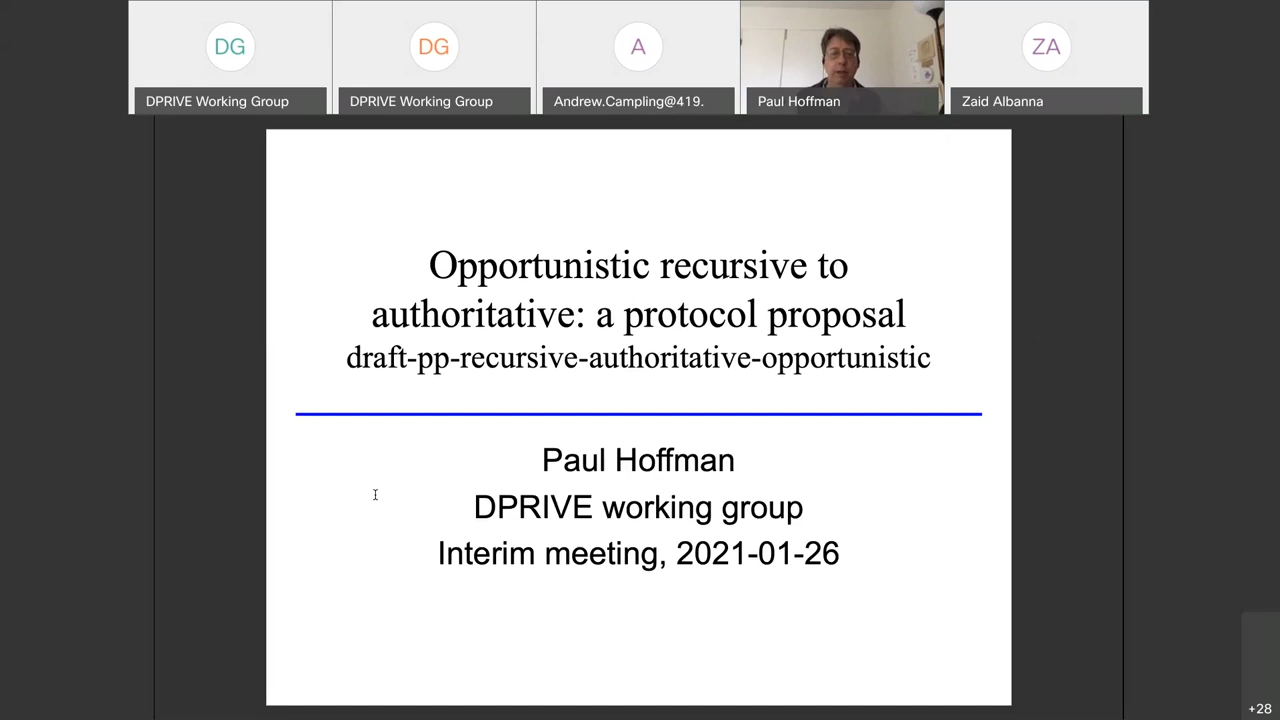 DG
DG
A
ZA
DPRIVE Working Group
DPRIVE Working Group
Andrew.Campling@419.
Paul Hoffman
Zaid Albanna
Opportunistic recursive to
authoritative: a protocol proposal
draft-pp-recursive-authoritative-opportunistic
Paul Hoffman
DPRIVE working group
Interim meeting, 2021-01-26
+28